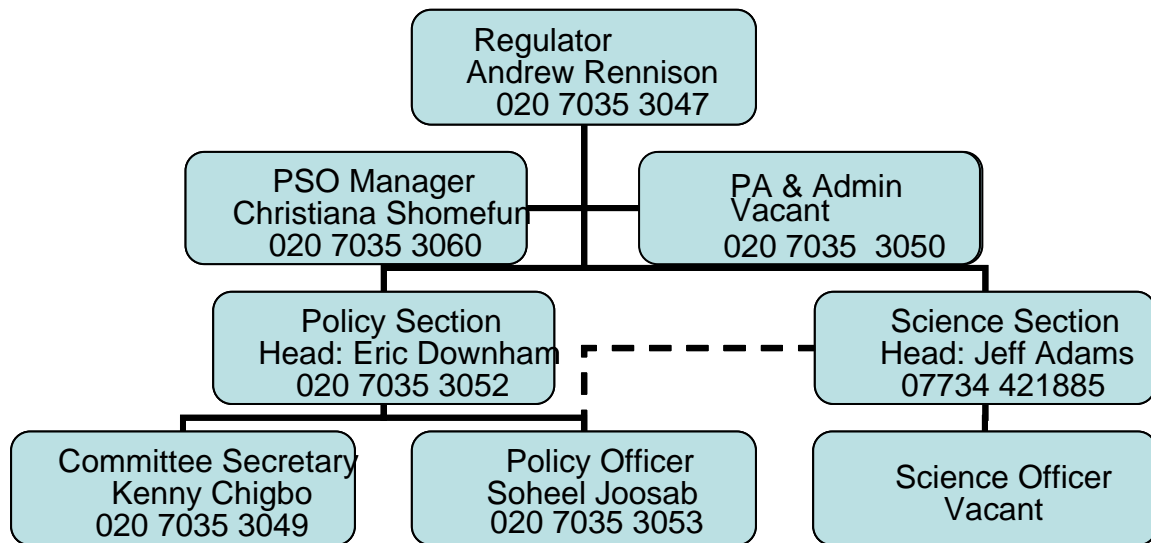 Regulator
Andrew Rennison
020 7035 3047
PSO Manager
Christiana Shomefun
020 7035 3060
PA & Admin
Vacant
020 7035 3050
Policy Section
Head: Eric Downham
020 7035 3052
Science Section
Head: Jeff Adams
07734 421885
Committee Secretary
Kenny Chigbo
020 7035 3049
Policy Officer
Soheel Joosab
020 7035 3053
Science Officer
Vacant